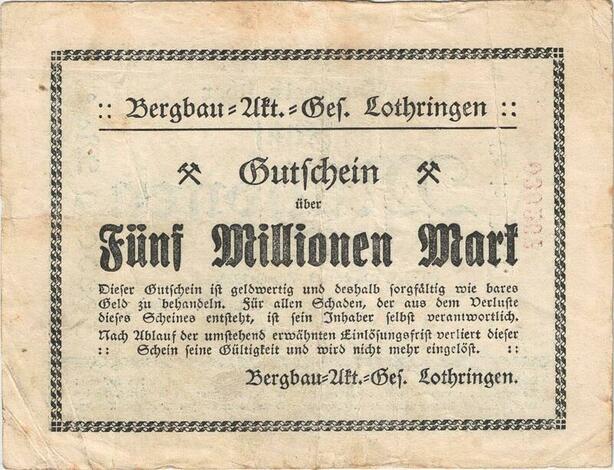 :: Bergbau=Akt.=Ges. Lothringen ::
⚒ Gutschein ⚒
über
Fünf Millionen Mark
Dieser Gutschein ist geldwertig und deshalb sorgfältig wie bares
Geld zu behandeln. Für allen Schaden, der aus dem Verluste
dieses Scheines entsteht, ist sein Inhaber selbst verantwortlich.
Nach Ablauf der umstehend erwähnten Einlösungsfrist verliert dieser
:: Schein seine Gültigkeit und wird nicht mehr eingelöst. ::
Bergbau=Akt.=Ges. Lothringen.